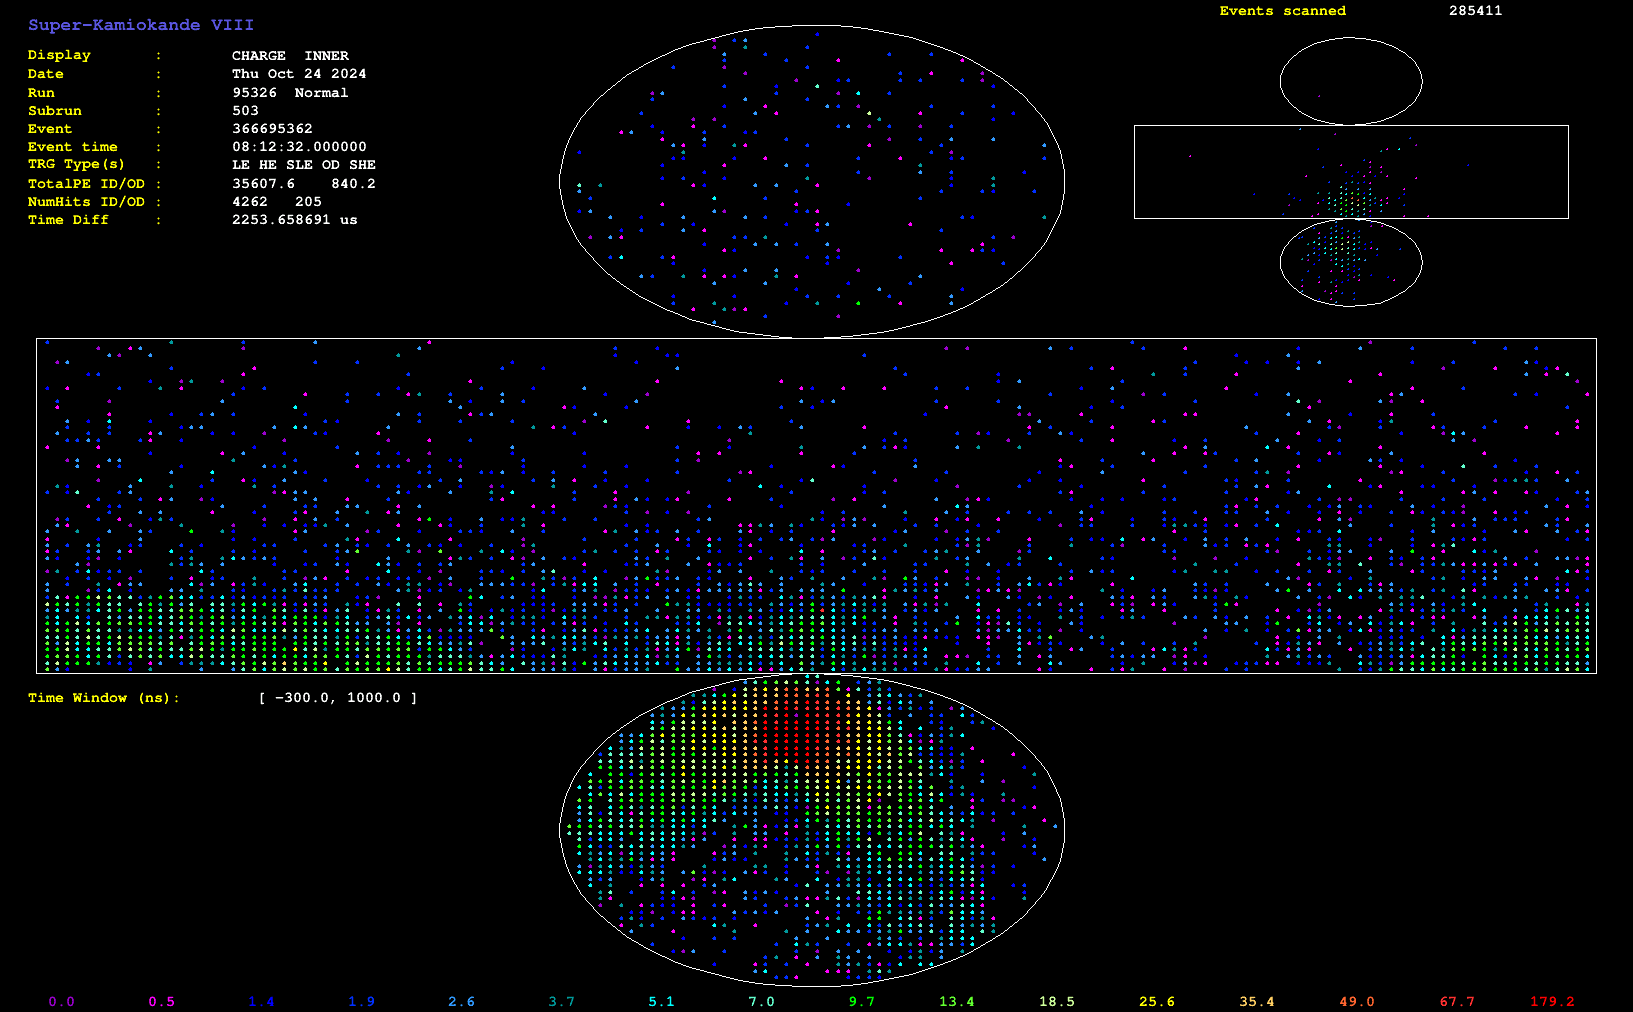 Super-Kamiokande VIII
Events scanned 285411
Display : CHARGE INNER
Date : Thu Oct 24 2024
Run : 95326 Normal
Subrun : 503
Event : 366695362
Event time : 08:12:32.000000
TRG Type(s) : LE HE SLE OD SHE
TotalPE ID/OD : 35607.6 840.2
NumHits ID/OD : 4262 205
Time Diff : 2253.658691 us
Time Window (ns): [ −300.0, 1000.0 ]
0.0 0.5 1.4 1.9 2.6 3.7 5.1 7.0 9.7 13.4 18.5 25.6 35.4 49.0 67.7 179.2